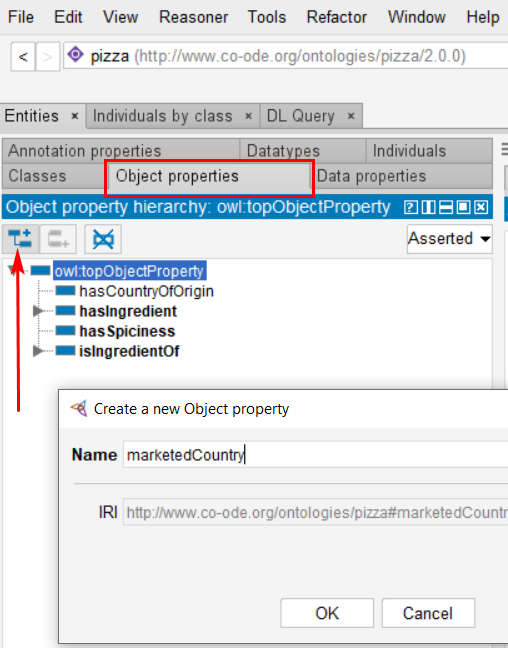 File Edit View Reasoner Tools Refactor Window Help
< > pizza (http://www.co-ode.org/ontologies/pizza/2.0.0)
Entities × Individuals by class × DL Query ×
Annotation properties Datatypes Individuals
Classes Object properties Data properties
Object property hierarchy: owl:topObjectProperty
Asserted
owl:topObjectProperty
hasCountryOfOrigin
hasIngredient
hasSpiciness
isIngredientOf
Create a new Object property
Name marketedCountry
IRI http://www.co-ode.org/ontologies/pizza#marketedCountr
OK Cancel